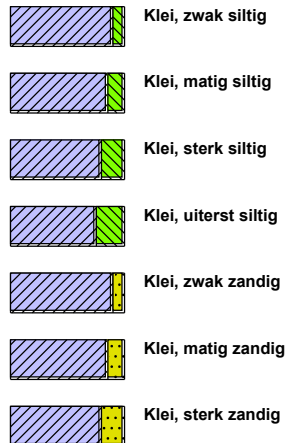 Klei, zwak siltig
Klei, matig siltig
Klei, sterk siltig
Klei, uiterst siltig
Klei, zwak zandig
Klei, matig zandig
Klei, sterk zandig